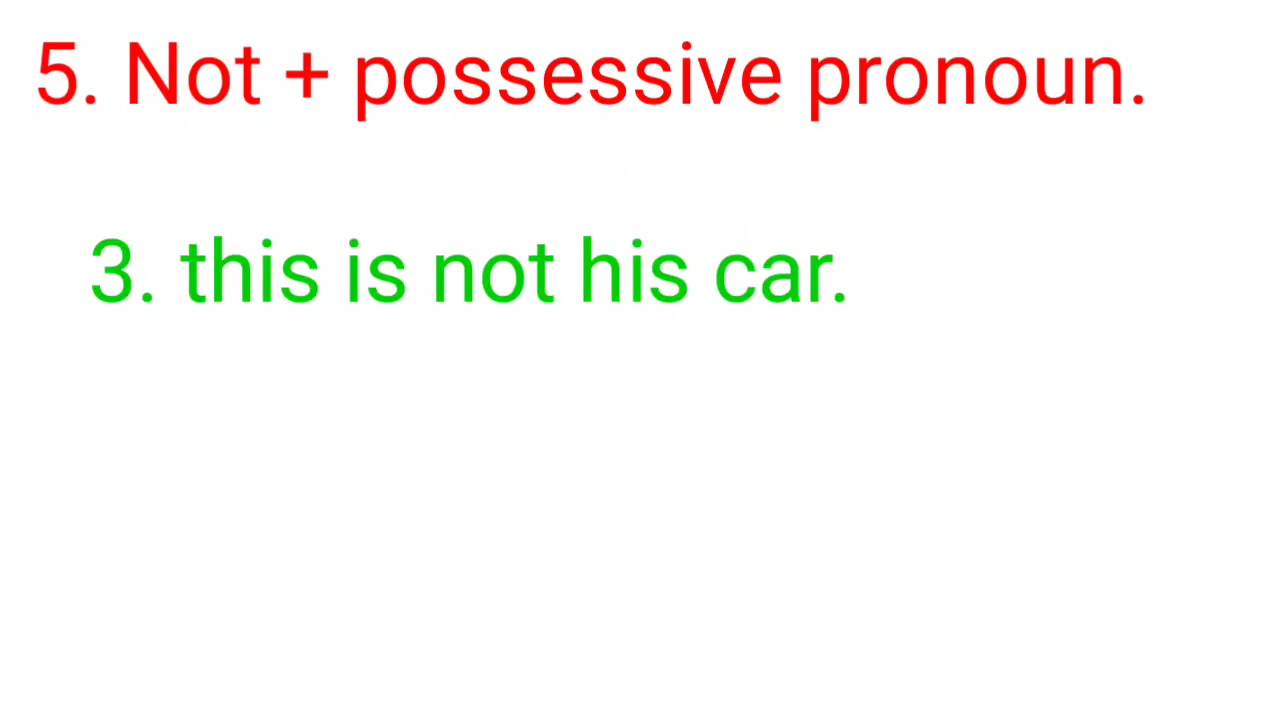 5. Not + possessive pronoun.
3. this is not his car.